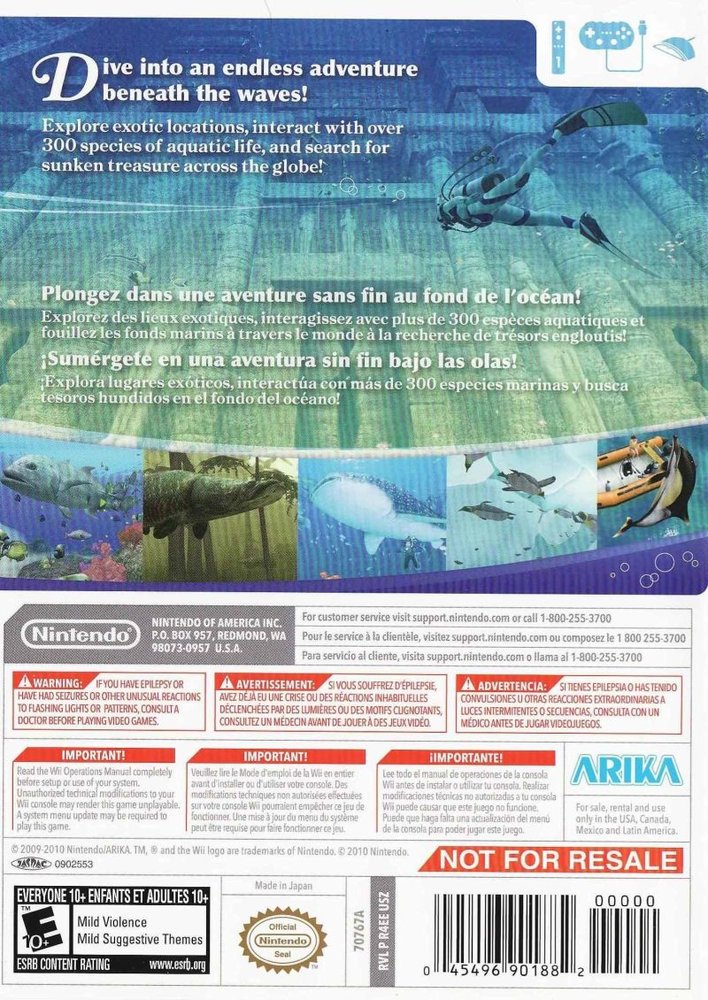 1
Dive into an endless adventure
beneath the waves!
Explore exotic locations, interact with over
300 species of aquatic life, and search for
sunken treasure across the globe!
Plongez dans une aventure sans fin au fond de l'océan!
Explorez des lieux exotiques, interagissez avec plus de 300 espèces aquatiques et
fouillez les fonds marins à travers le monde à la recherche de trésors engloutis!
¡Sumérgete en una aventura sin fin bajo las olas!
¡Explora lugares exóticos, interactúa con más de 300 especies marinas y busca
tesoros hundidos en el fondo del océano!
Nintendo®
NINTENDO OF AMERICA INC.
P.O. BOX 957, REDMOND, WA
98073-0957 U.S.A.
For customer service visit support.nintendo.com or call 1-800-255-3700
Pour le service à la clientèle, visitez support.nintendo.com ou composez le 1 800 255-3700
Para servicio al cliente, visita support.nintendo.com o llama al 1-800-255-3700
WARNING: IF YOU HAVE EPILEPSY OR
HAVE HAD SEIZURES OR OTHER UNUSUAL REACTIONS
TO FLASHING LIGHTS OR PATTERNS, CONSULT A
DOCTOR BEFORE PLAYING VIDEO GAMES.
AVERTISSEMENT: SI VOUS SOUFFREZ D'ÉPILEPSIE,
AVEZ DÉJÀ EU UNE CRISE OU DES RÉACTIONS INHABITUELLES
DÉCLENCHÉES PAR DES LUMIÈRES OU DES MOTIFS CLIGNOTANTS,
CONSULTEZ UN MÉDECIN AVANT DE JOUER À DES JEUX VIDÉO.
ADVERTENCIA: SI TIENES EPILEPSIA O HAS TENIDO
CONVULSIONES U OTRAS REACCIONES EXTRAORDINARIAS A
LUCES INTERMITENTES O SECUENCIAS, CONSULTA CON UN
MÉDICO ANTES DE JUGAR VIDEOJUEGOS.
IMPORTANT!
Read the Wii Operations Manual completely
before setup or use of your system.
Unauthorized technical modifications to your
Wii console may render this game unplayable.
A system menu update may be required to
play this game.
IMPORTANT!
Veuillez lire le Mode d'emploi de la Wii en entier
avant d'installer ou d'utiliser votre console. Des
modifications techniques non autorisées effectuées
sur votre console Wii pourraient empêcher ce jeu de
fonctionner. Une mise à jour du menu du système
peut être requise pour faire fonctionner ce jeu.
¡IMPORTANTE!
Lee todo el manual de operaciones de la consola
Wii antes de instalar o utilizar tu consola. Realizar
modificaciones técnicas no autorizadas a tu consola
Wii puede causar que este juego no funcione.
Puede que haga falta una actualización del menú
de la consola para poder jugar este juego.
ARIKA
For sale, rental and use
only in the USA, Canada,
Mexico and Latin America.
© 2009-2010 Nintendo/ARIKA. TM, ® and the Wii logo are trademarks of Nintendo. © 2010 Nintendo.
JASRAC 0902553
NOT FOR RESALE
EVERYONE 10+ ENFANTS ET ADULTES 10+
E
10+
TM
Mild Violence
Mild Suggestive Themes
ESRB CONTENT RATING www.esrb.org
Made in Japan
Official
Nintendo
Seal
TM
70767A
RVL P R4EE USZ
00000
0 45496 90188 2